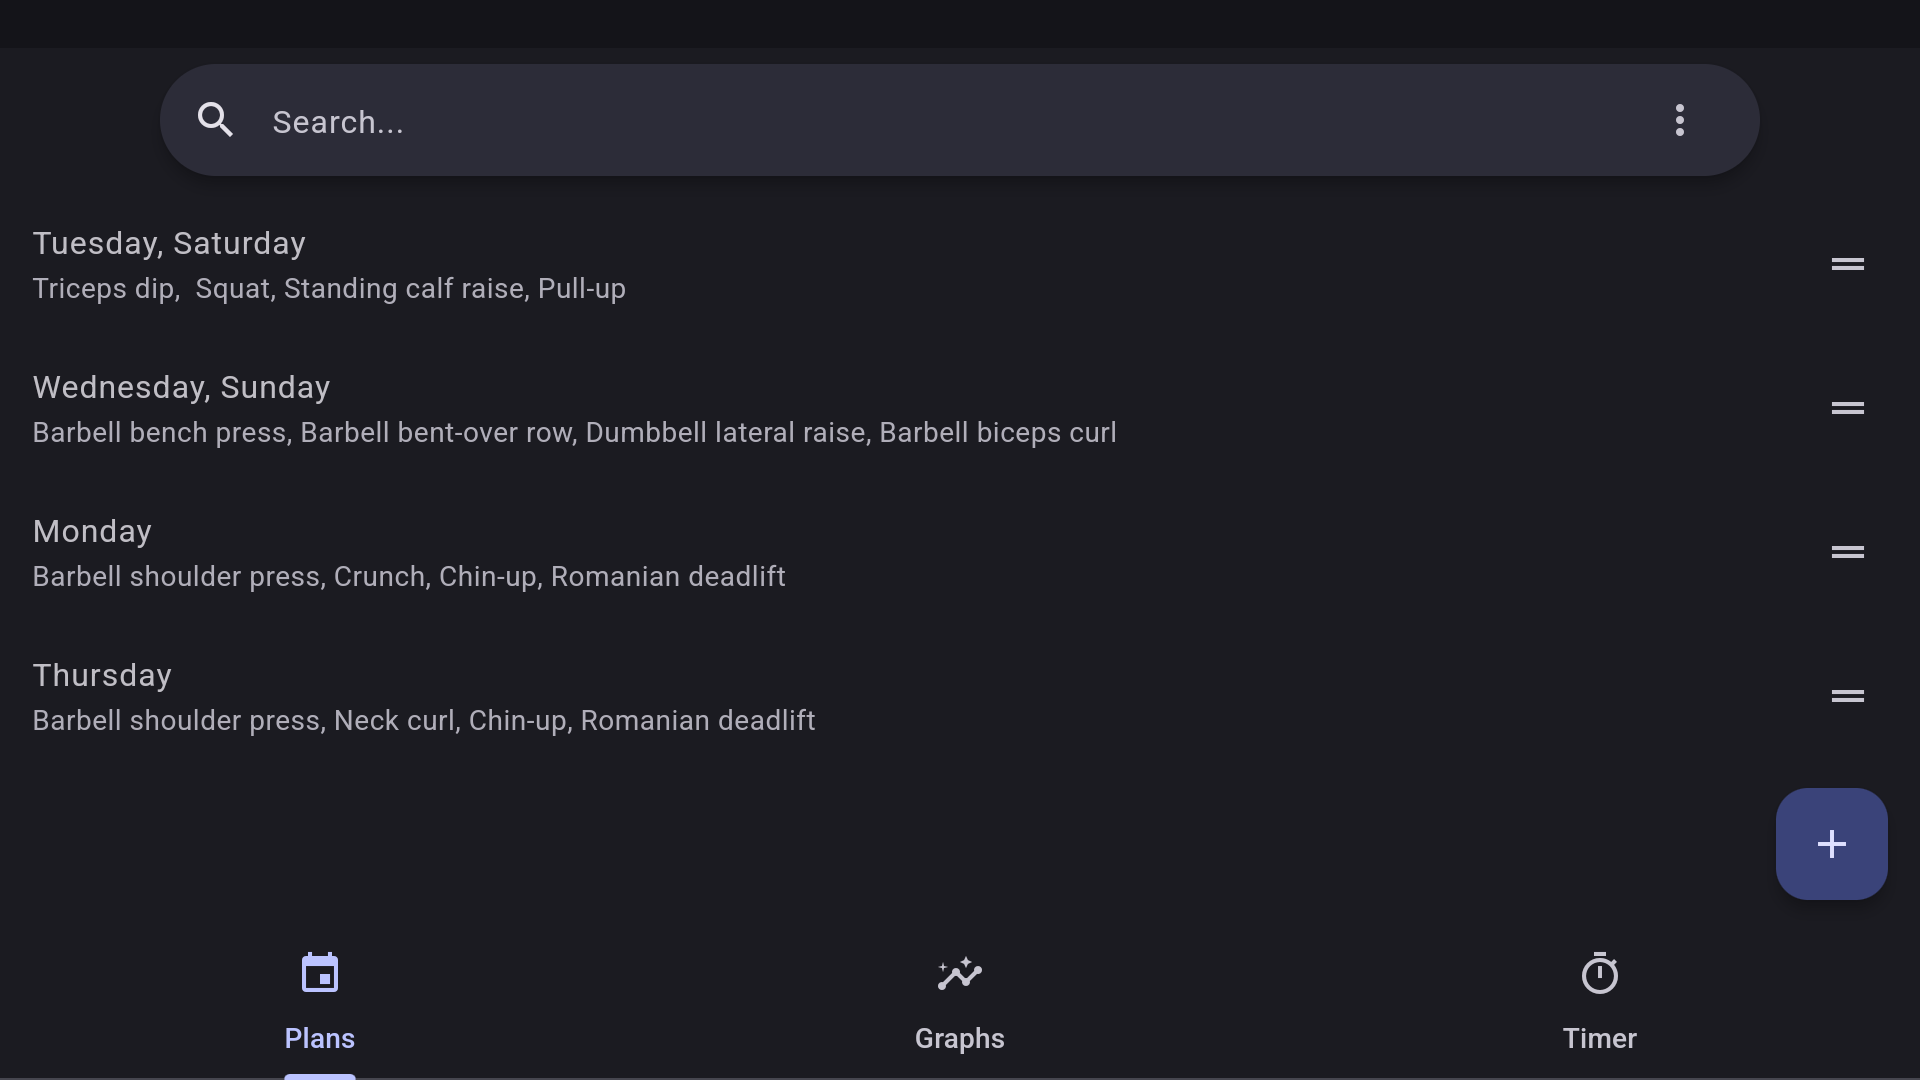 Search...
Tuesday, Saturday
Triceps dip,  Squat, Standing calf raise, Pull-up
Wednesday, Sunday
Barbell bench press, Barbell bent-over row, Dumbbell lateral raise, Barbell biceps curl
Monday
Barbell shoulder press, Crunch, Chin-up, Romanian deadlift
Thursday
Barbell shoulder press, Neck curl, Chin-up, Romanian deadlift
Plans
Graphs
Timer